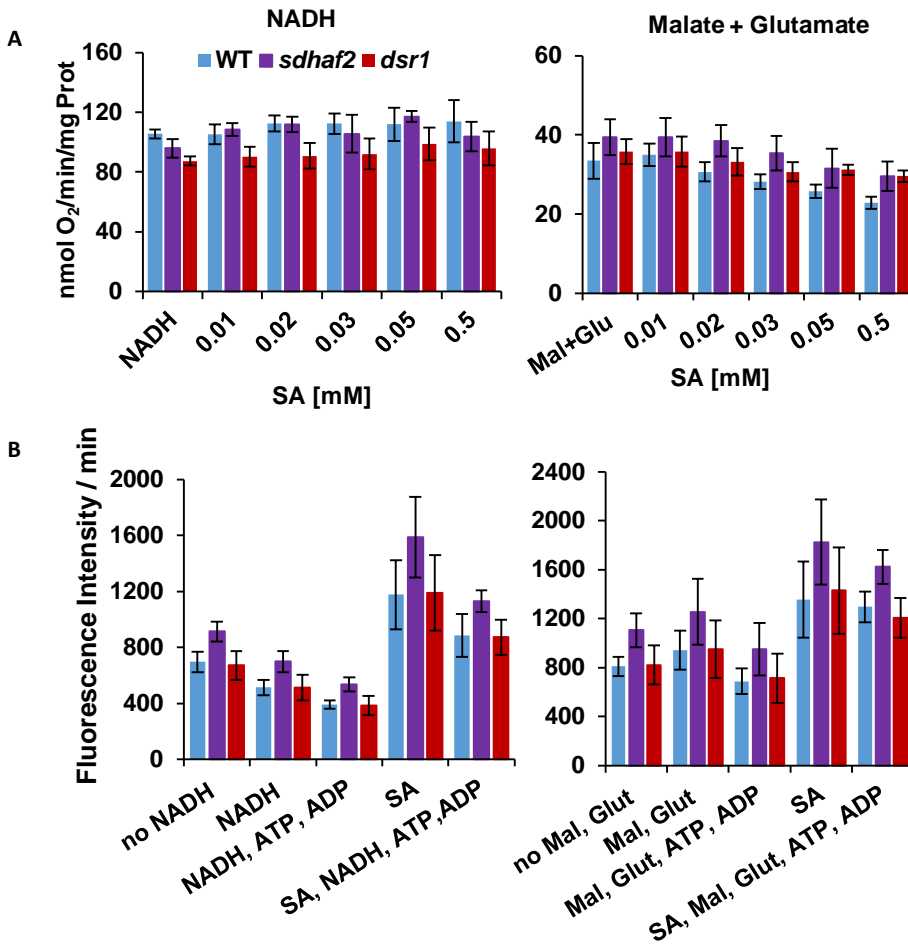 A
NADH
nmol O2/min/mg Prot
160
120
80
40
0
WT sdhaf2 dsr1
NADH 0.01 0.02 0.03 0.05 0.5
SA [mM]
Malate + Glutamate
60
40
20
0
Mal+Glu 0.01 0.02 0.03 0.05 0.5
SA [mM]
B
Fluorescence Intensity / min
2000
1600
1200
800
400
0
no NADH
NADH
NADH, ATP, ADP
SA
SA, NADH, ATP,ADP
2400
2000
1600
1200
800
400
0
no Mal, Glut
Mal, Glut
Mal, Glut, ATP, ADP
SA
SA, Mal, Glut, ATP, ADP